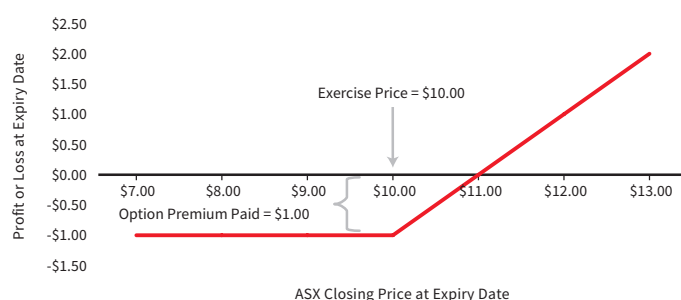 $2.50
$2.00
$1.50
$1.00
$0.50
$0.00
-$0.50
-$1.00
-$1.50
Profit or Loss at Expiry Date
Exercise Price = $10.00
$7.00 $8.00 $9.00 $10.00 $11.00 $12.00 $13.00
Option Premium Paid = $1.00
ASX Closing Price at Expiry Date